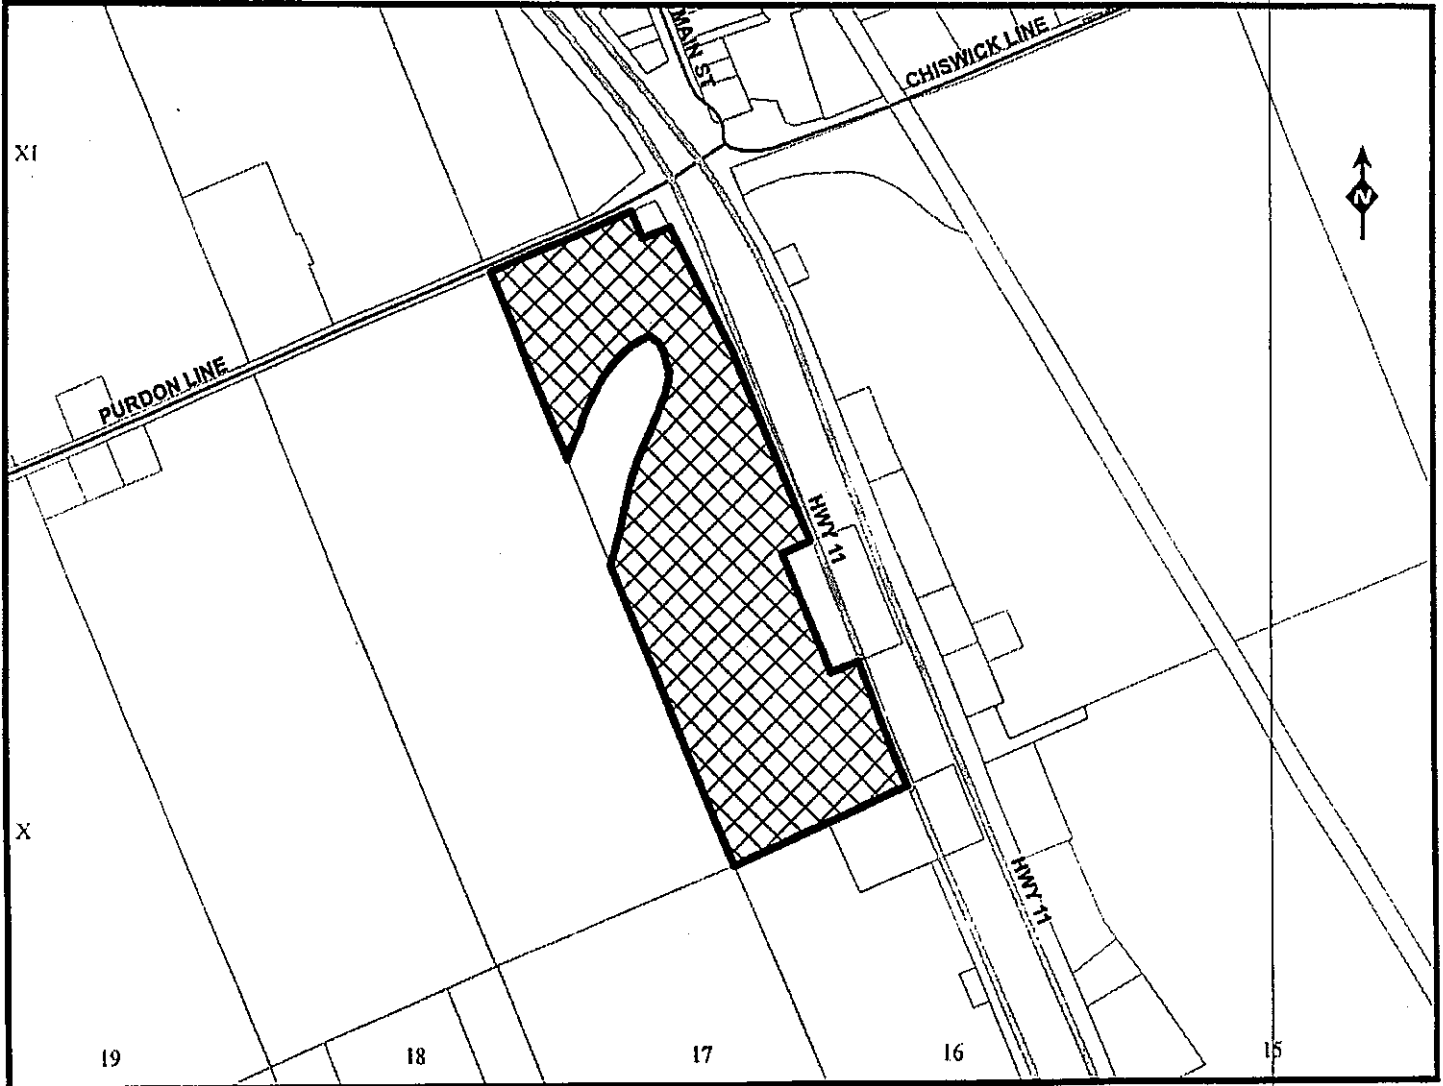 MAIN ST
CHISWICK LINE
XI
N
PURDON LINE
HWY 11
X
HWY 11
19
18
17
16
15